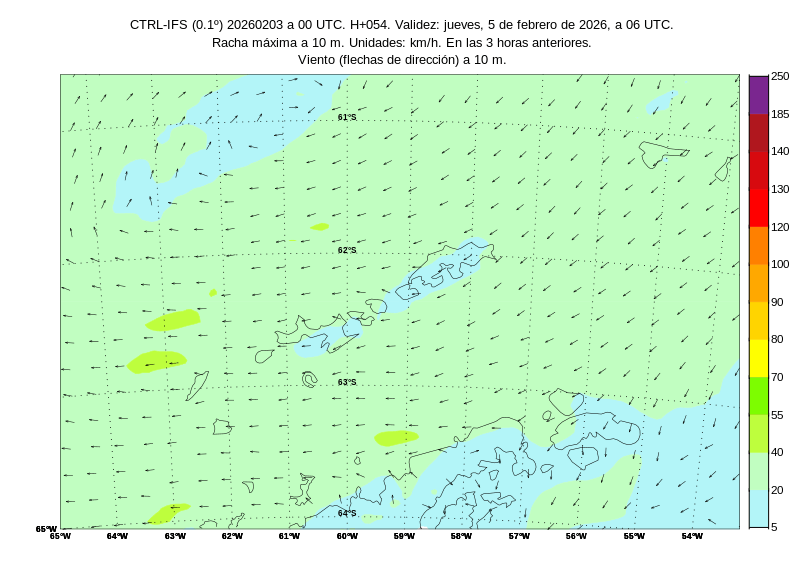 CTRL-IFS (0.1º) 20260203 a 00 UTC. H+054. Validez: jueves, 5 de febrero de 2026, a 06 UTC.
Racha máxima a 10 m. Unidades: km/h. En las 3 horas anteriores.
Viento (flechas de dirección) a 10 m.
61°S
62°S
63°S
64°S
65°W
65°W 64°W 63°W 62°W 61°W 60°W 59°W 58°W 57°W 56°W 55°W 54°W
250
185
140
130
120
100
90
80
70
55
40
20
5